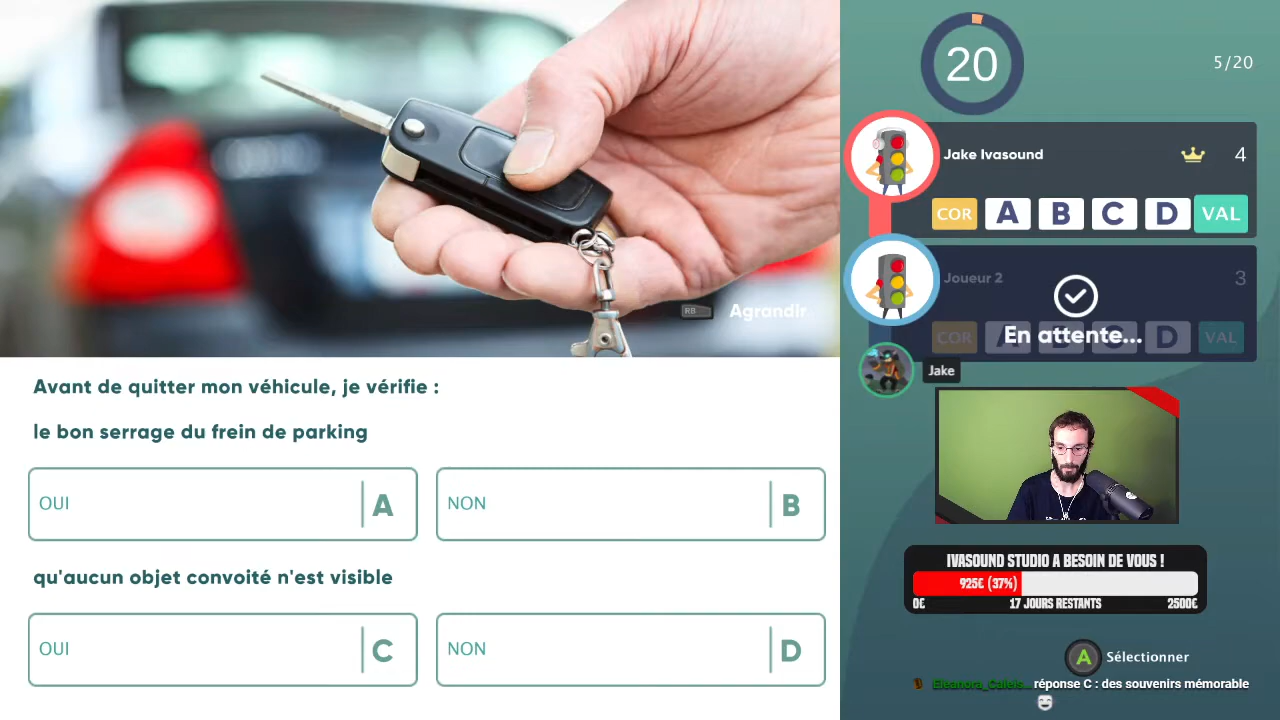 RB Agrandir
Avant de quitter mon véhicule, je vérifie :
le bon serrage du frein de parking
OUI A
NON B
qu'aucun objet convoité n'est visible
OUI C
NON D
20
5/20
Jake Ivasound 4
COR A B C D VAL
Joueur 2 3
En attente...
COR A B C D VAL
Jake
IVASOUND STUDIO A BESOIN DE VOUS !
925€ (37%)
0€ 17 JOURS RESTANTS 2500€
A Sélectionner
réponse C : des souvenirs mémorable